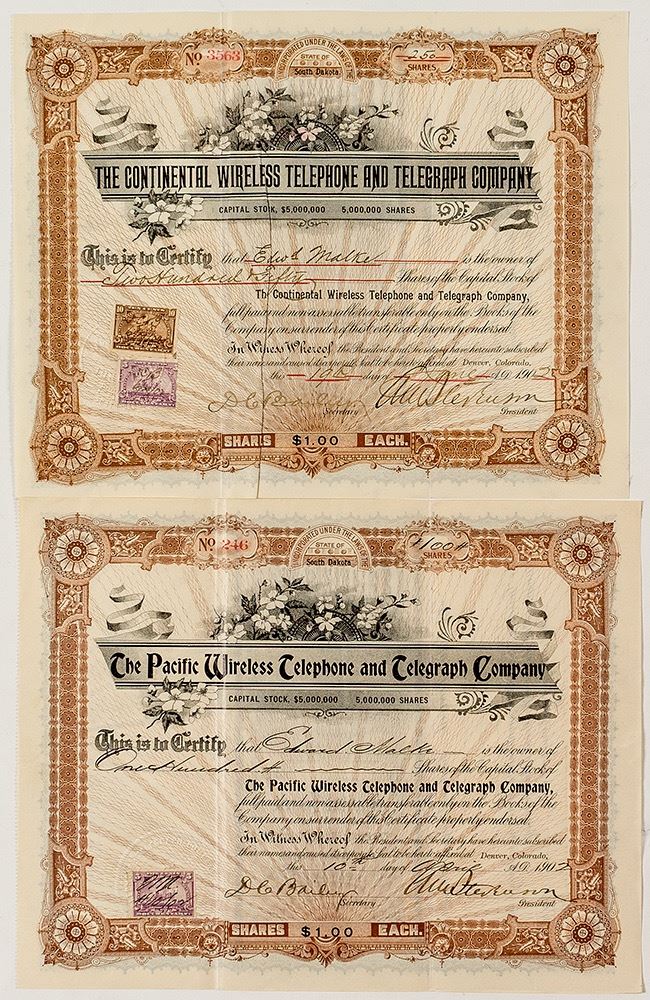 No 3563
INCORPORATED UNDER THE LAWS OF THE
STATE OF
South Dakota
250
SHARES
THE CONTINENTAL WIRELESS TELEPHONE AND TELEGRAPH COMPANY
CAPITAL STOCK, $5,000,000 5,000,000 SHARES
This is to Certify that Edwd Malke is the owner of
Two Hundred & Fifty Shares of the Capital Stock of
The Continental Wireless Telephone and Telegraph Company,
full paid and non assessable transferable only on the Books of the
Company on surrender of this Certificate properly endorsed.
In Witness Whereof the President and Secretary have hereunto subscribed
their names and caused its corporate Seal to be hereto affixed at Denver, Colorado,
this day of A.D. 1902
D C Bailey
Secretary President
SHARES $1.00 EACH.
No 246
INCORPORATED UNDER THE LAWS OF THE
STATE OF
South Dakota
100
SHARES
The Pacific Wireless Telephone and Telegraph Company
CAPITAL STOCK, $5,000,000 5,000,000 SHARES
This is to Certify that Edward Malke is the owner of
One Hundred Shares of the Capital Stock of
The Pacific Wireless Telephone and Telegraph Company,
full paid and non assessable transferable only on the Books of the
Company on surrender of this Certificate properly endorsed.
In Witness Whereof the President and Secretary have hereunto subscribed
their names and caused its corporate Seal to be hereto affixed at Denver, Colorado,
this 10th day of April A.D. 1902
D C Bailey
Secretary President
SHARES $1.00 EACH.